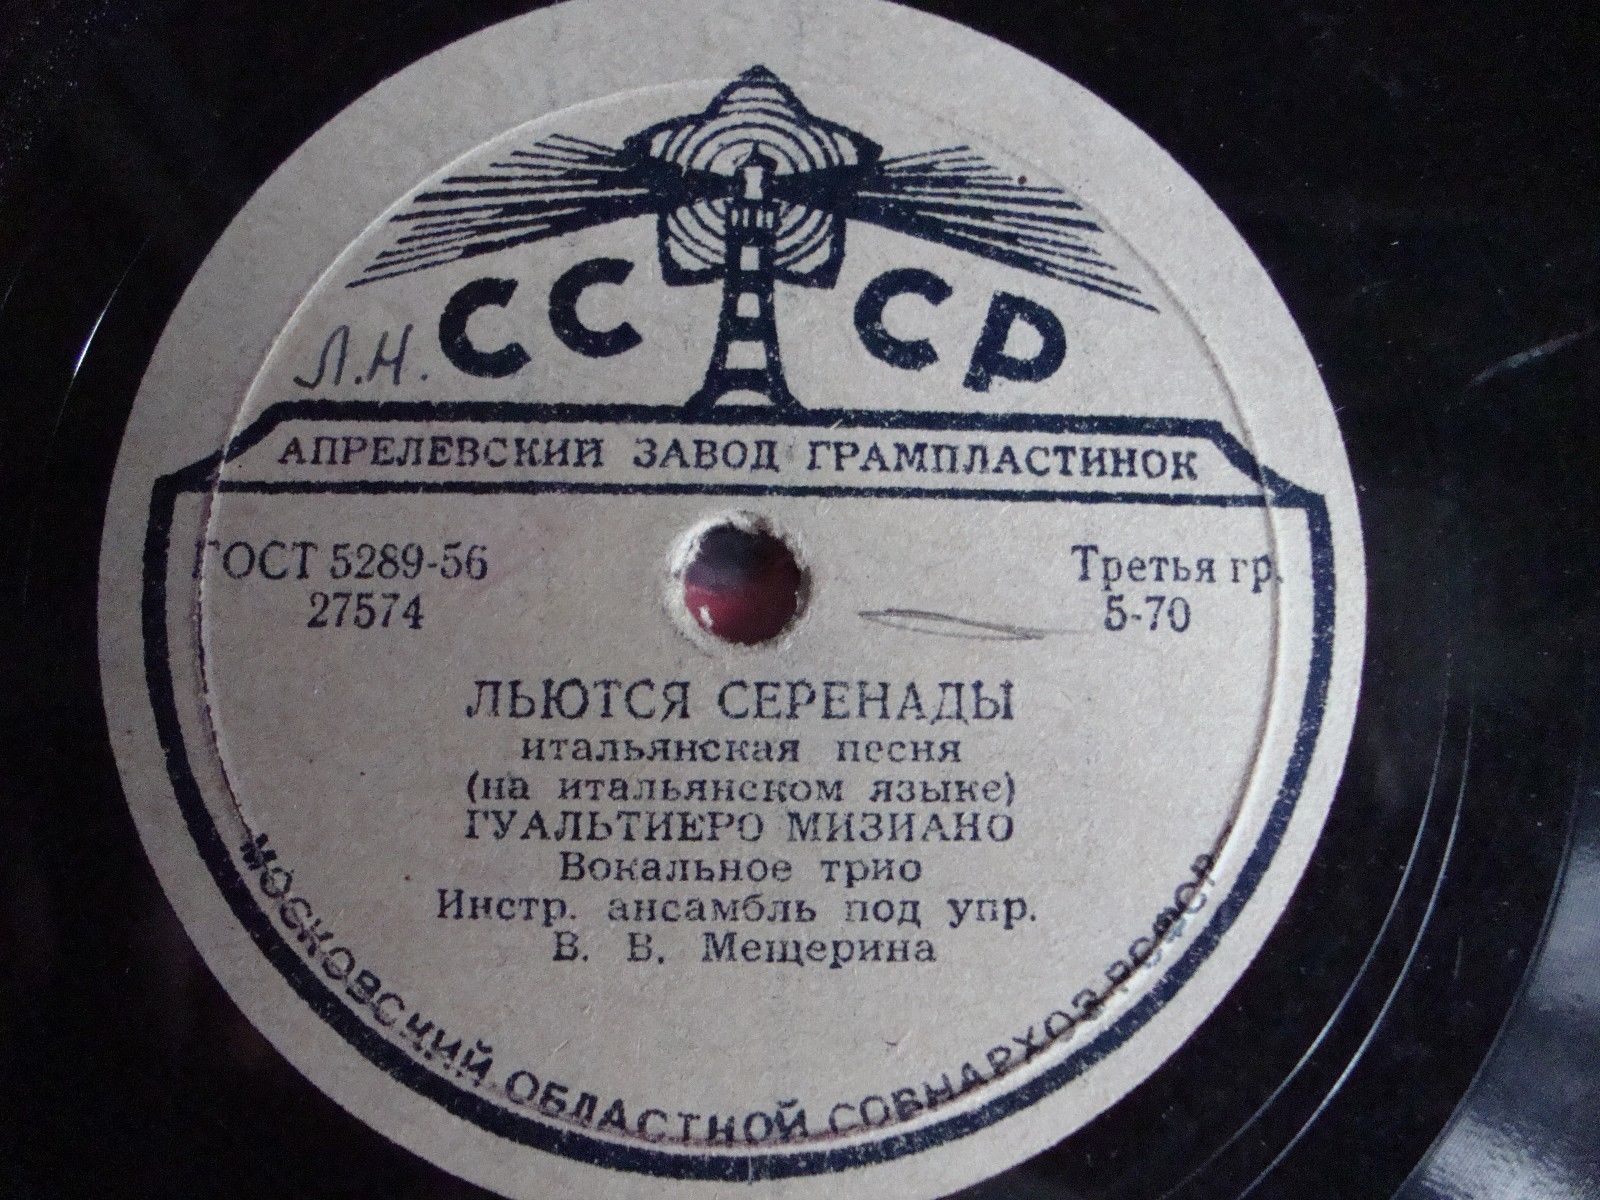 СССР
Л.Н.
АПРЕЛЕВСКИЙ ЗАВОД ГРАМПЛАСТИНОК
ГОСТ 5289-56
27574
Третья гр.
5-70
ЛЬЮТСЯ СЕРЕНАДЫ
итальянская песня
(на итальянском языке)
ГУАЛЬТИЕРО МИЗИАНО
Вокальное трио
Инстр. ансамбль под упр.
В. В. Мещерина
МОСКОВСКИЙ ОБЛАСТНОЙ СОВНАРХОЗ РСФСР